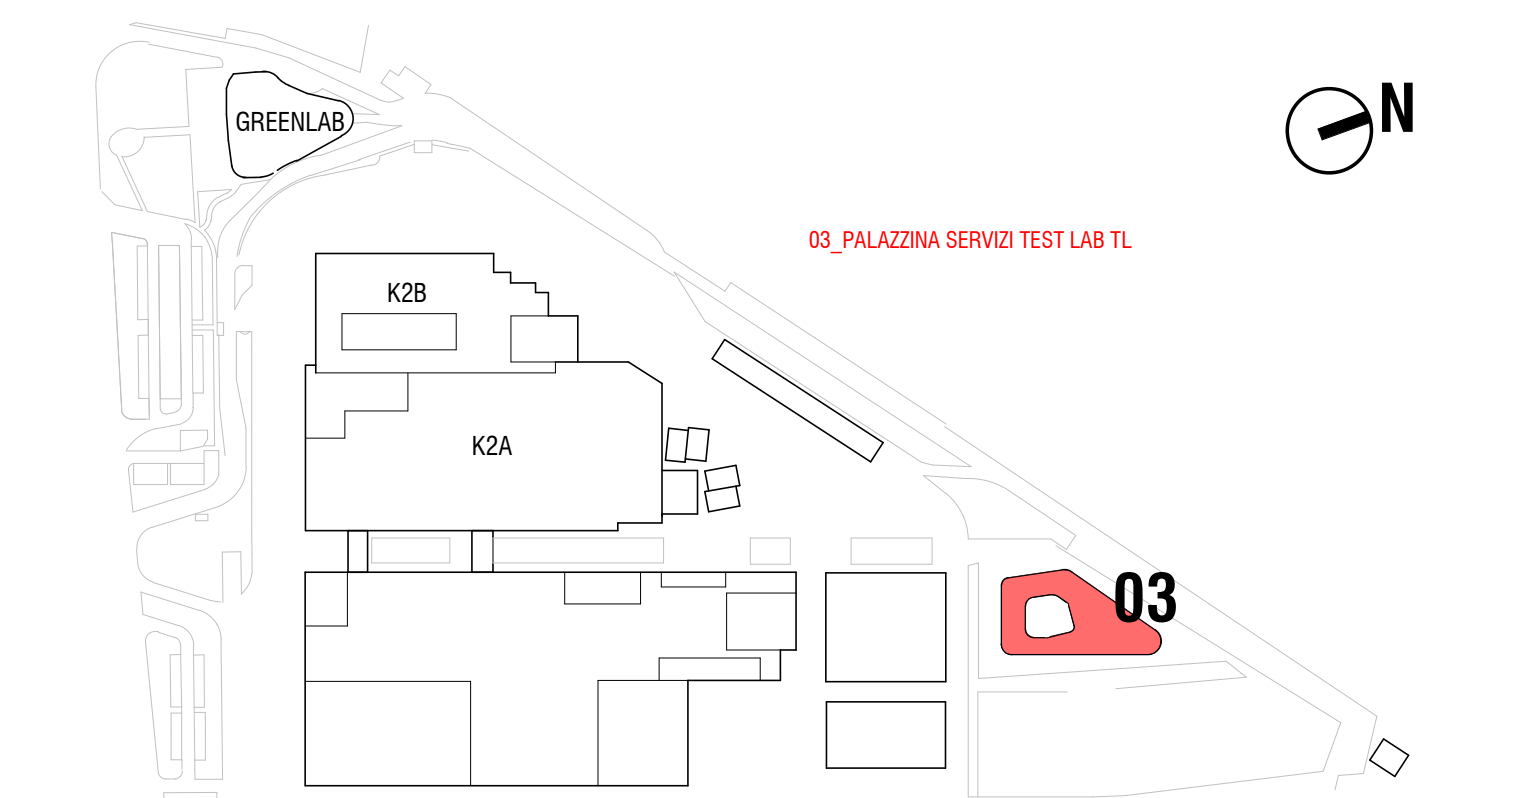 N
GREENLAB
03_PALAZZINA SERVIZI TEST LAB TL
K2B
K2A
03